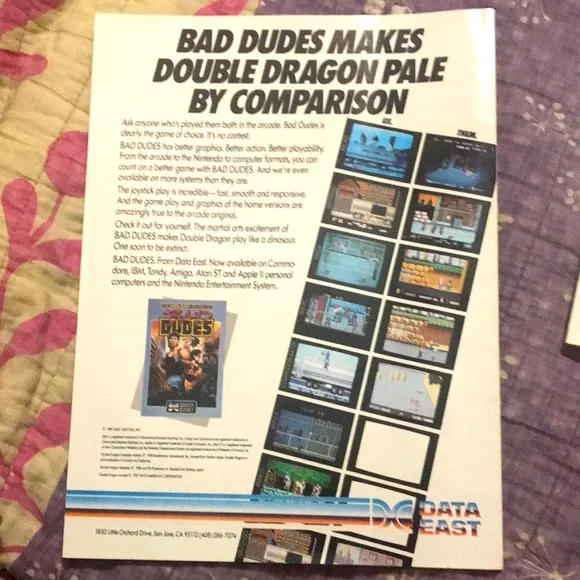 BAD DUDES MAKES
DOUBLE DRAGON PALE
BY COMPARISON
Ask anyone who's played them both in the arcade. Bad Dudes is
clearly the game of choice. It's no contest.
BAD DUDES has better graphics. Better action. Better playability.
From the arcade to the Nintendo to computer formats, you can
count on a better game with BAD DUDES. And we're even
available on more systems than they are.
The joystick play is incredible—fast, smooth and responsive.
And the game play and graphics of the home versions are
amazingly true to the arcade original.
Check it out for yourself. The martial arts excitement of
BAD DUDES makes Double Dragon play like a dinosaur.
One soon to be extinct.
BAD DUDES. From Data East. Now available on Commo-
dore, IBM, Tandy, Amiga, Atari ST and Apple II personal
computers and the Nintendo Entertainment System.
US.
THEM.
BAD
DUDES
DATA
EAST
DATA
EAST
1850 Little Orchard Drive, San Jose, CA 95112 (408) 286-7074